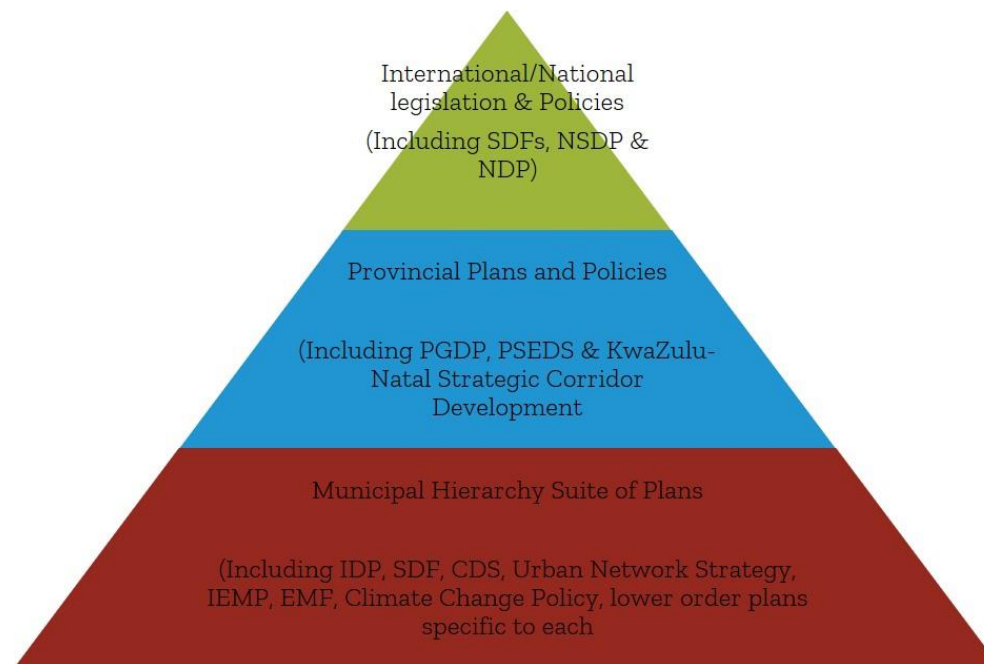 International/National
legislation & Policies
(Including SDFs, NSDP &
NDP)
Provincial Plans and Policies
(Including PGDP, PSEDS & KwaZulu-
Natal Strategic Corridor
Development
Municipal Hierarchy Suite of Plans
(Including IDP, SDF, CDS, Urban Network Strategy,
IEMP, EMF, Climate Change Policy, lower order plans
specific to each